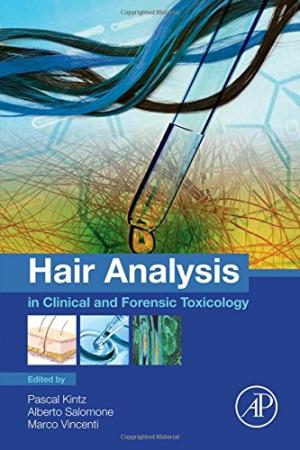 Hair Analysis
in Clinical and Forensic Toxicology
Edited by
Pascal Kintz
Alberto Salomone
Marco Vincenti
AP